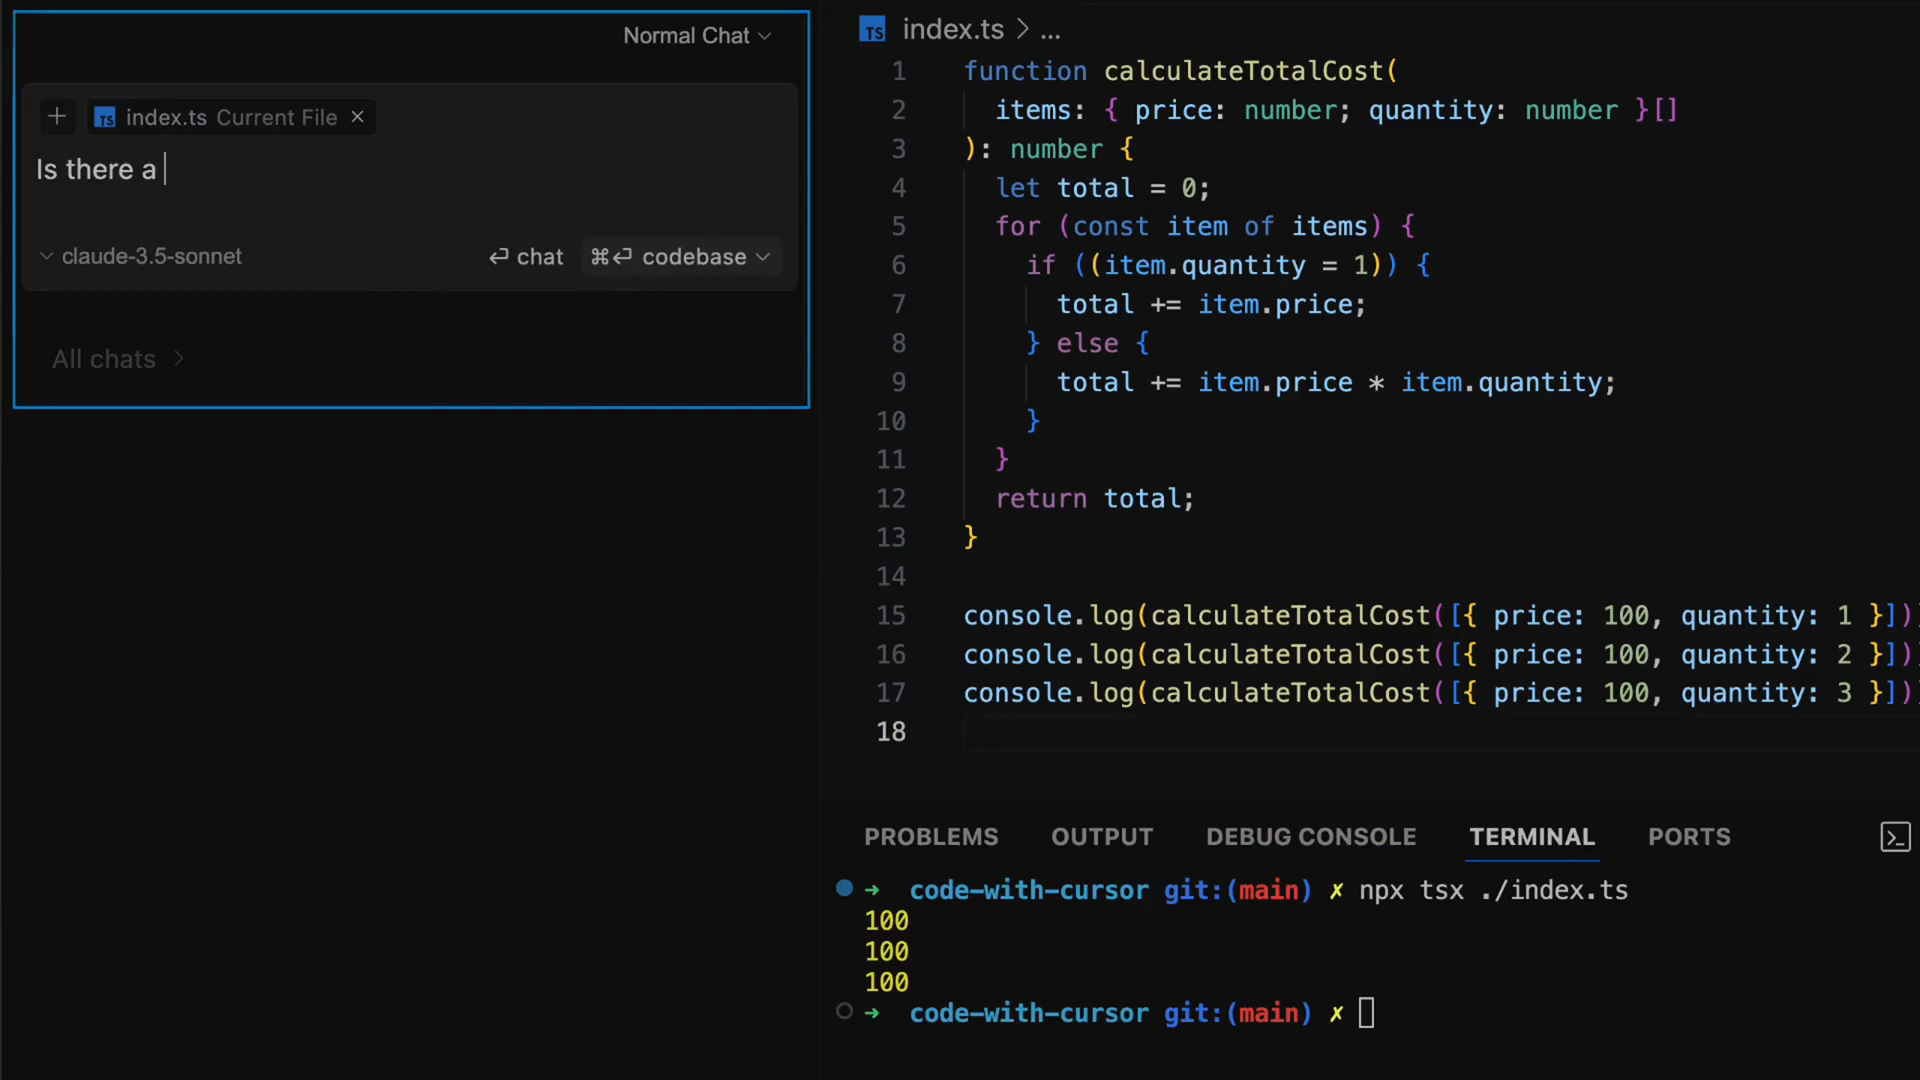 Normal Chat
+ TS index.ts Current File ×
Is there a
claude-3.5-sonnet ⏎ chat ⌘⏎ codebase
All chats >
TS index.ts > ...
1 function calculateTotalCost(
2 items: { price: number; quantity: number }[]
3 ): number {
4 let total = 0;
5 for (const item of items) {
6 if ((item.quantity = 1)) {
7 total += item.price;
8 } else {
9 total += item.price * item.quantity;
10 }
11 }
12 return total;
13 }
14
15 console.log(calculateTotalCost([{ price: 100, quantity: 1 }])
16 console.log(calculateTotalCost([{ price: 100, quantity: 2 }])
17 console.log(calculateTotalCost([{ price: 100, quantity: 3 }])
18
PROBLEMS OUTPUT DEBUG CONSOLE TERMINAL PORTS
➜ code-with-cursor git:(main) ✗ npx tsx ./index.ts
100
100
100
➜ code-with-cursor git:(main) ✗